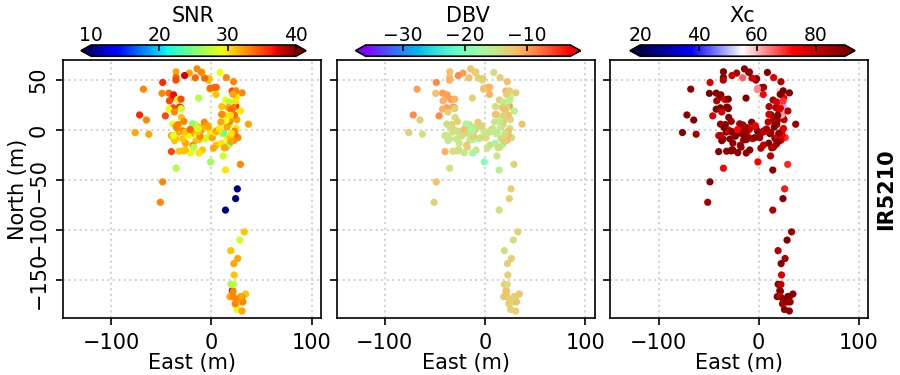 SNR DBV Xc
10 20 30 40 −30 −20 −10 20 40 60 80
North (m)
50
0
−50
−100
−150
IR5210
−100 0 100 −100 0 100 −100 0 100
East (m) East (m) East (m)